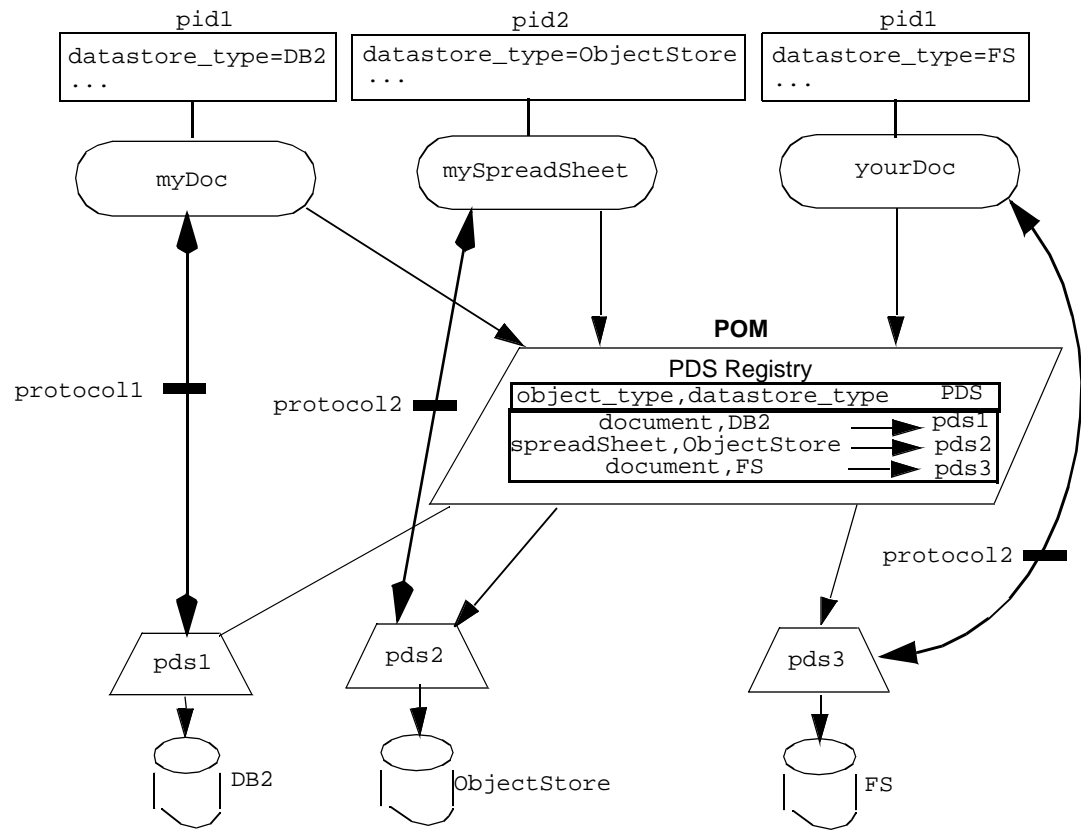 pid1
datastore_type=DB2
...
pid2
datastore_type=ObjectStore
...
pid1
datastore_type=FS
...
myDoc
mySpreadSheet
yourDoc
POM
PDS Registry
object_type,datastore_type PDS
document,DB2 pds1
spreadSheet,ObjectStore pds2
document,FS pds3
protocol1
protocol2
protocol2
pds1
pds2
pds3
DB2
ObjectStore
FS